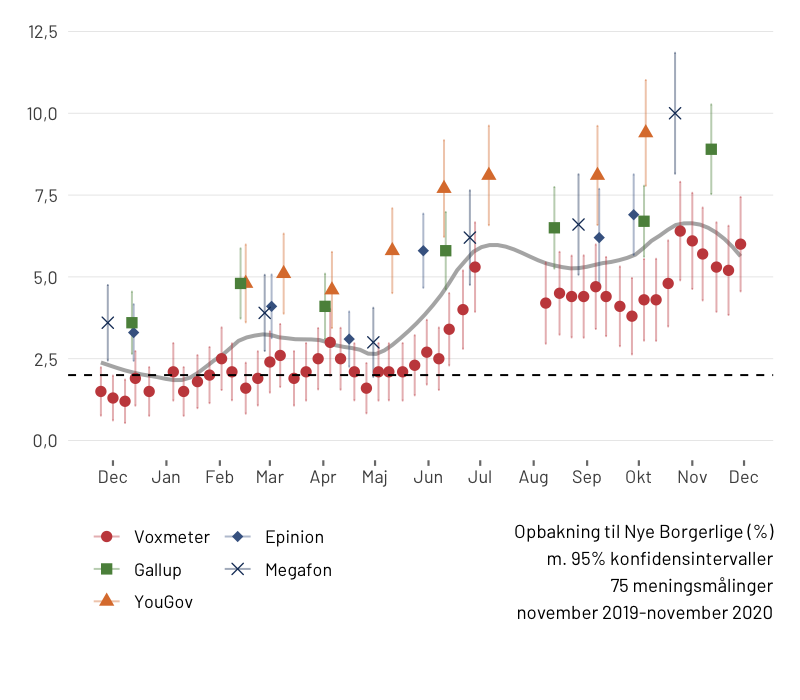 12,5
10,0
7,5
5,0
2,5
0,0
Dec Jan Feb Mar Apr Maj Jun Jul Aug Sep Okt Nov Dec
Voxmeter Epinion
Gallup Megafon
YouGov
Opbakning til Nye Borgerlige (%)
m. 95% konfidensintervaller
75 meningsmålinger
november 2019-november 2020